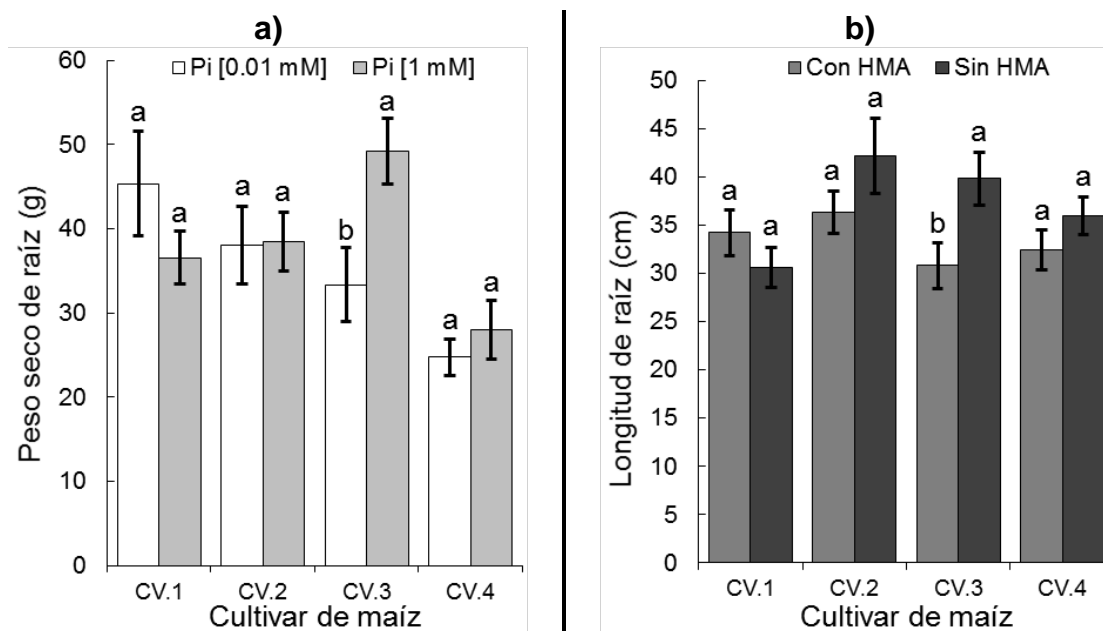 a)
Pi [0.01 mM] Pi [1 mM]
Peso seco de raíz (g)
60
50
40
30
20
10
0
a a a a b a a a
CV.1 CV.2 CV.3 CV.4
Cultivar de maíz
b)
Con HMA Sin HMA
Longitud de raíz (cm)
50
45
40
35
30
25
20
15
10
5
0
a a a a b a a a
CV.1 CV.2 CV.3 CV.4
Cultivar de maíz